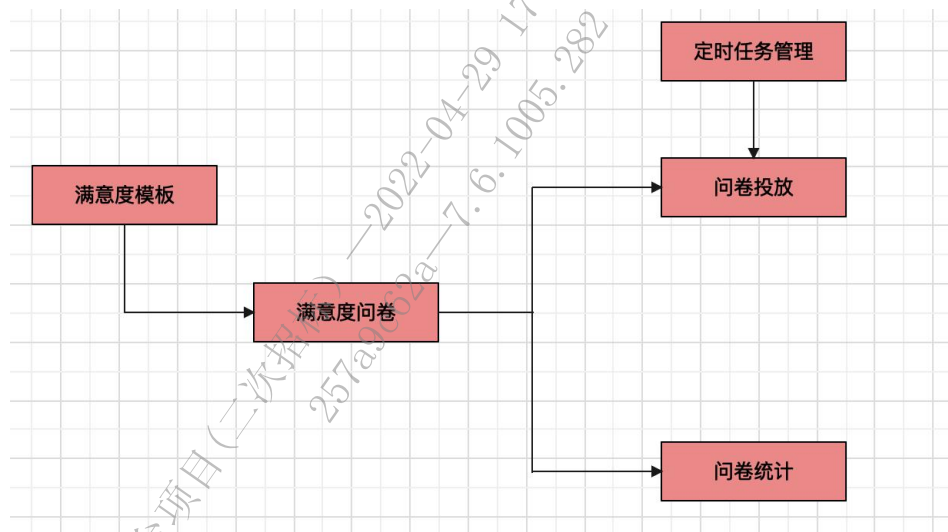 定时任务管理
满意度模板
问卷投放
满意度问卷
问卷统计
项目(二次招标)—2022-04-29 17
257a9c62a—7.6.1005.282